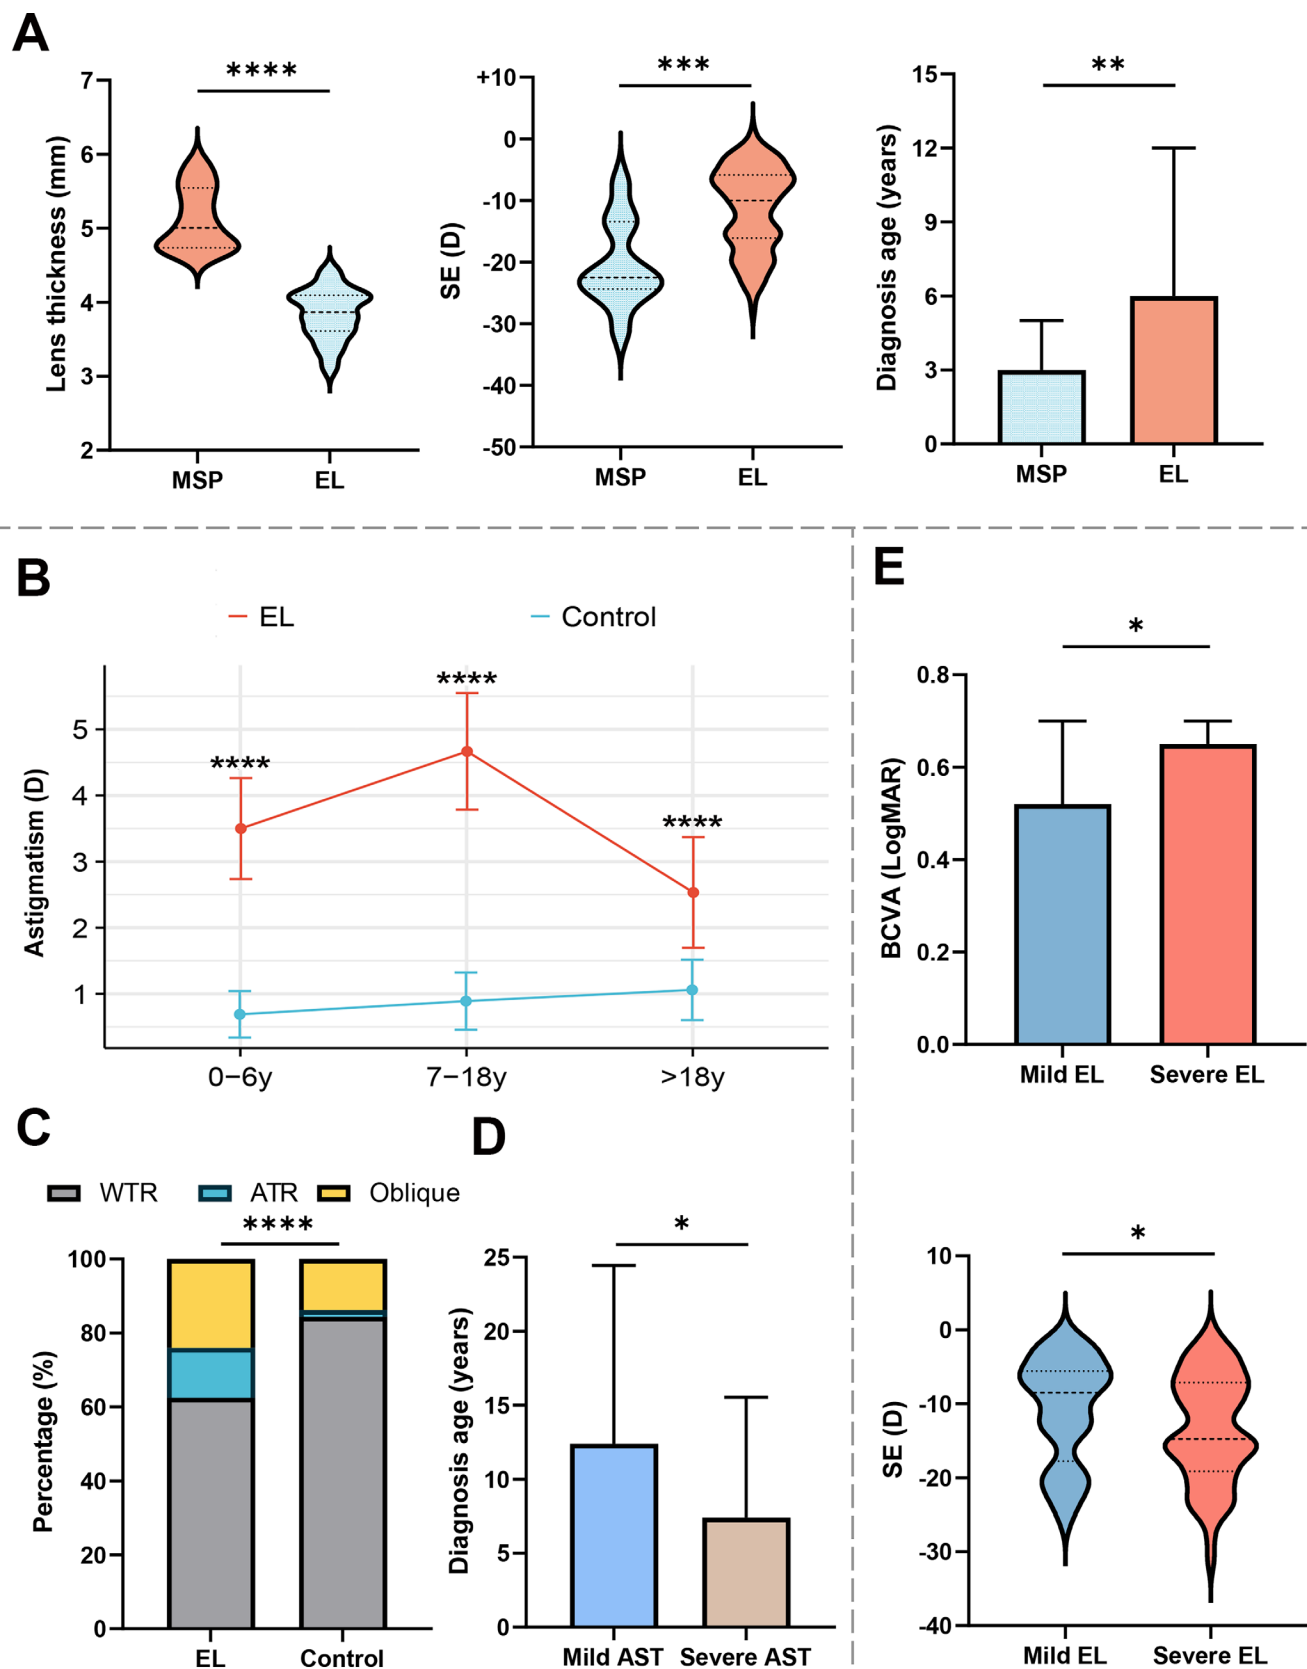 A
****
Lens thickness (mm)
7
6
5
4
3
2
MSP EL
***
SE (D)
+10
0
-10
-20
-30
-40
-50
MSP EL
**
Diagnosis age (years)
15
12
9
6
3
0
MSP EL
B
EL Control
Astigmatism (D)
5
4
3
2
1
****
****
****
0−6y 7−18y >18y
C
WTR ATR Oblique
****
Percentage (%)
100
80
60
40
20
0
EL Control
D
*
Diagnosis age (years)
25
20
15
10
5
0
Mild AST Severe AST
E
*
BCVA (LogMAR)
0.8
0.6
0.4
0.2
0.0
Mild EL Severe EL
*
SE (D)
10
0
-10
-20
-30
-40
Mild EL Severe EL